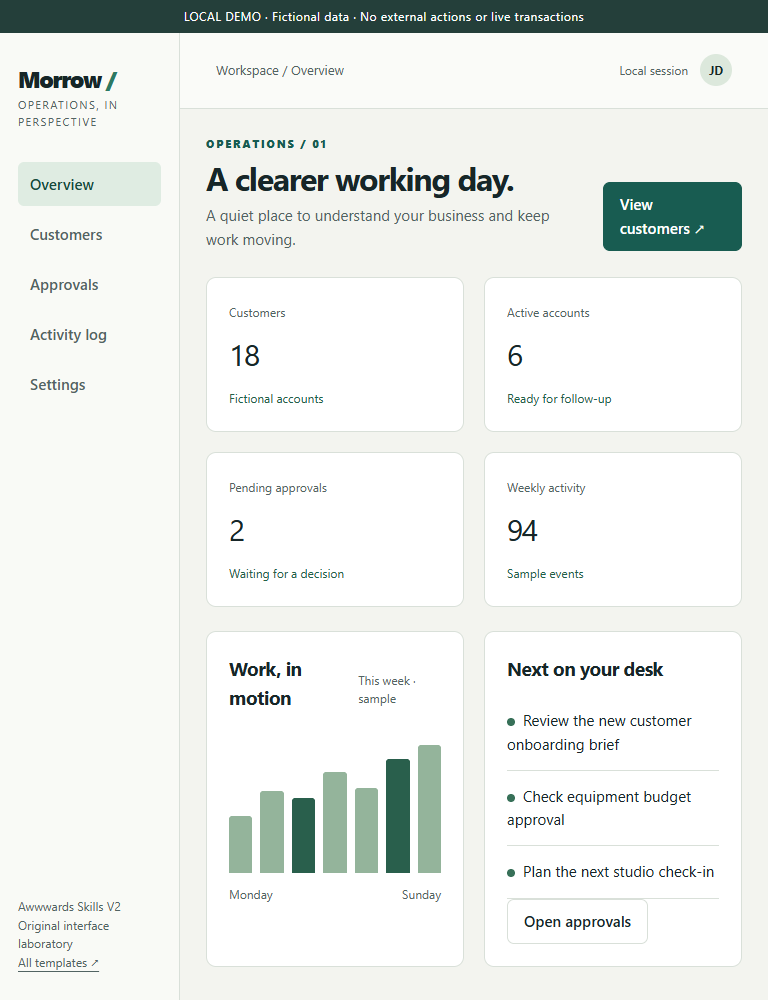 LOCAL DEMO · Fictional data · No external actions or live transactions
Morrow /
OPERATIONS, IN
PERSPECTIVE
Overview
Customers
Approvals
Activity log
Settings
Awwwards Skills V2
Original interface
laboratory
All templates ↗
Workspace / Overview
Local session
JD
OPERATIONS / 01
A clearer working day.
A quiet place to understand your business and keep
work moving.
View
customers ↗
Customers
18
Fictional accounts
Active accounts
6
Ready for follow-up
Pending approvals
2
Waiting for a decision
Weekly activity
94
Sample events
Work, in
motion
This week ·
sample
Monday
Sunday
Next on your desk
Review the new customer
onboarding brief
Check equipment budget
approval
Plan the next studio check-in
Open approvals